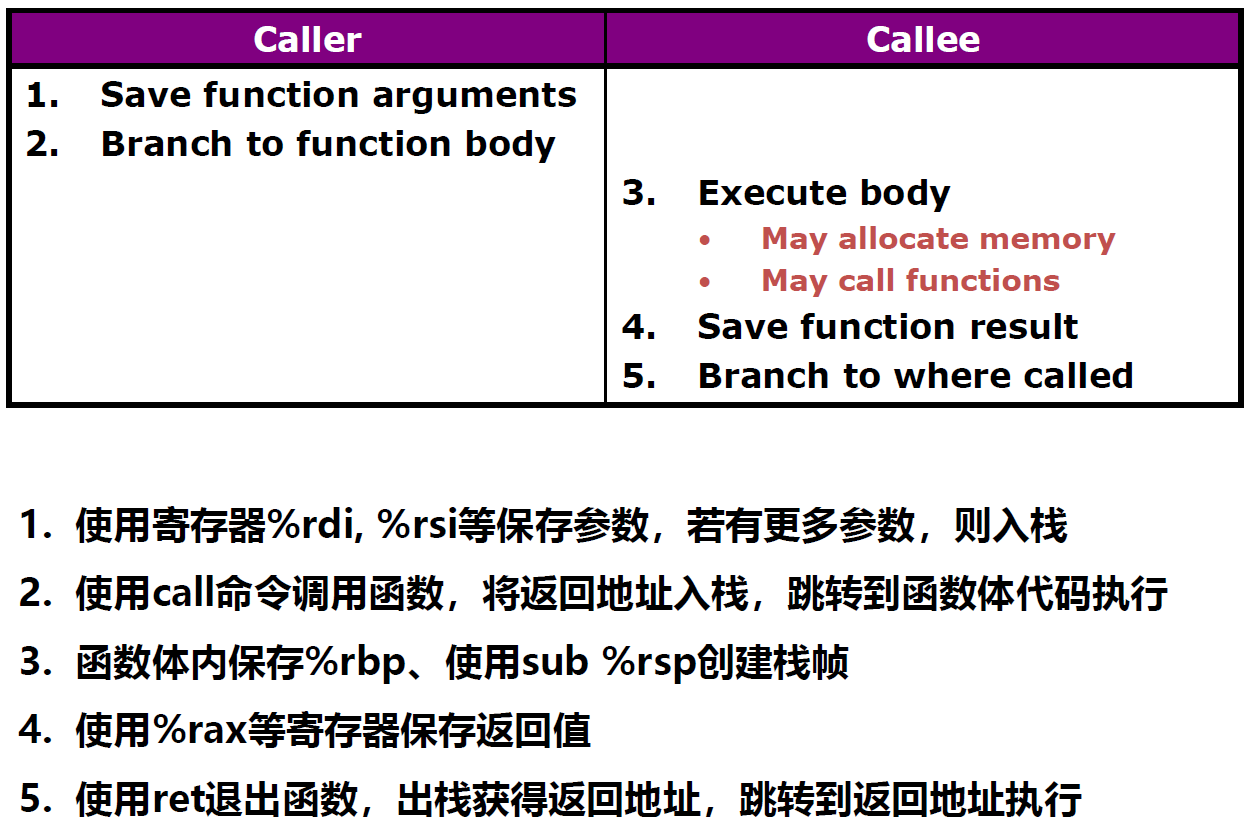 Caller
Callee
1. Save function arguments
2. Branch to function body
3. Execute body
• May allocate memory
• May call functions
4. Save function result
5. Branch to where called
1. 使用寄存器%rdi, %rsi等保存参数，若有更多参数，则入栈
2. 使用call命令调用函数，将返回地址入栈，跳转到函数体代码执行
3. 函数体内保存%rbp、使用sub %rsp创建栈帧
4. 使用%rax等寄存器保存返回值
5. 使用ret退出函数，出栈获得返回地址，跳转到返回地址执行